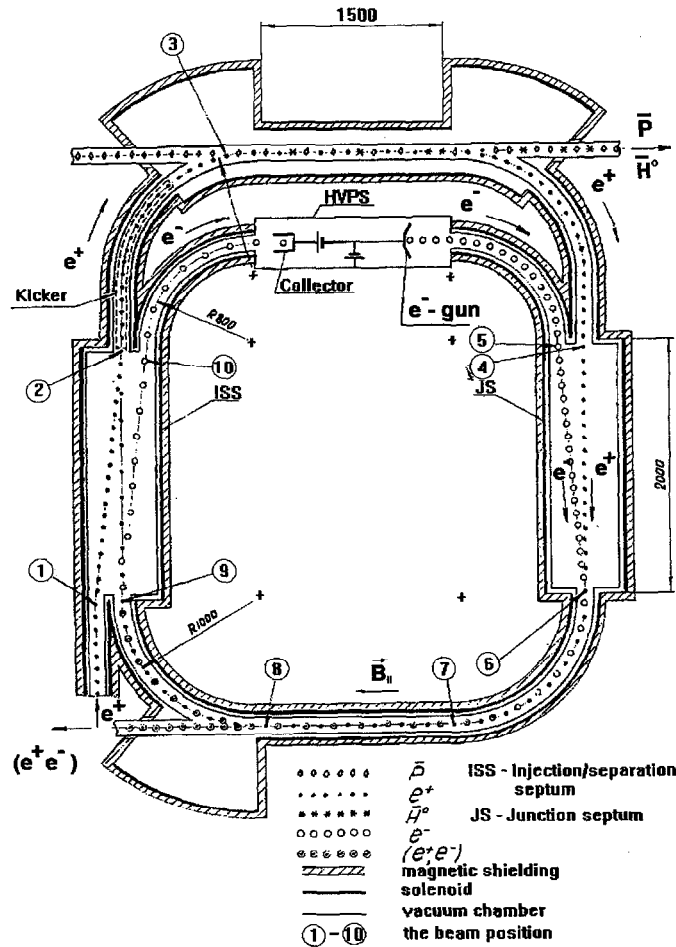 1500
3
P̄
H̄°
e⁺
e⁻
HVPS
e⁻
e⁺
Kicker
Collector
e⁻- gun
R800
2
10
5
4
ISS
JS
e⁻
e⁺
2000
1
9
R1000
6
8
B⃗‖
7
e⁺
(e⁺e⁻)
p̄ ISS - Injection/separation
septum
e⁺
H̄° JS - Junction septum
e⁻
(e⁺,e⁻)
magnetic shielding
solenoid
vacuum chamber
1 - 10 the beam position